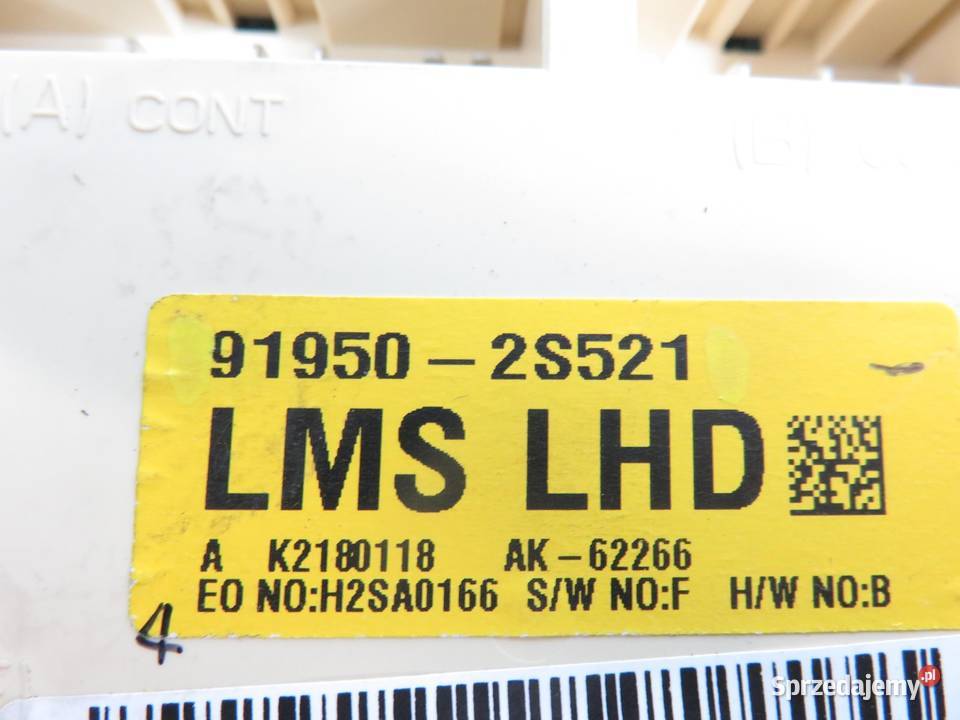 (A) CONT
(B)
91950-2S521
LMS LHD
A K2180118 AK-62266
EO NO:H2SA0166 S/W NO:F H/W NO:B
4
Sprzedajemy.pl